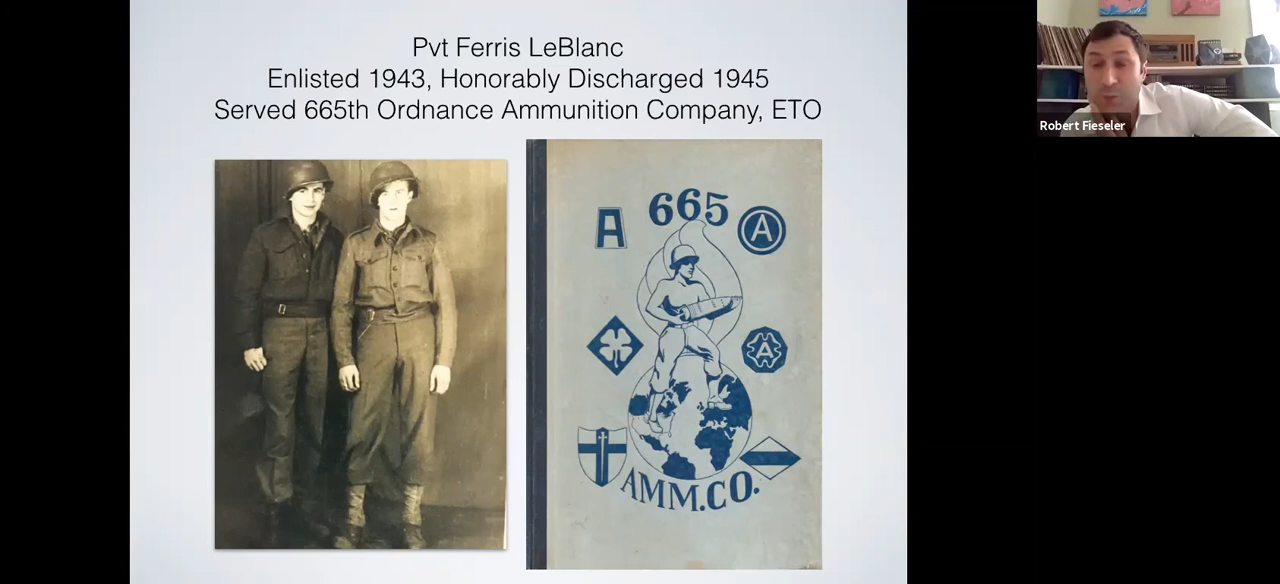 Pvt Ferris LeBlanc
Enlisted 1943, Honorably Discharged 1945
Served 665th Ordnance Ammunition Company, ETO
665
A
A
A
AMM.CO.
Robert Fieseler